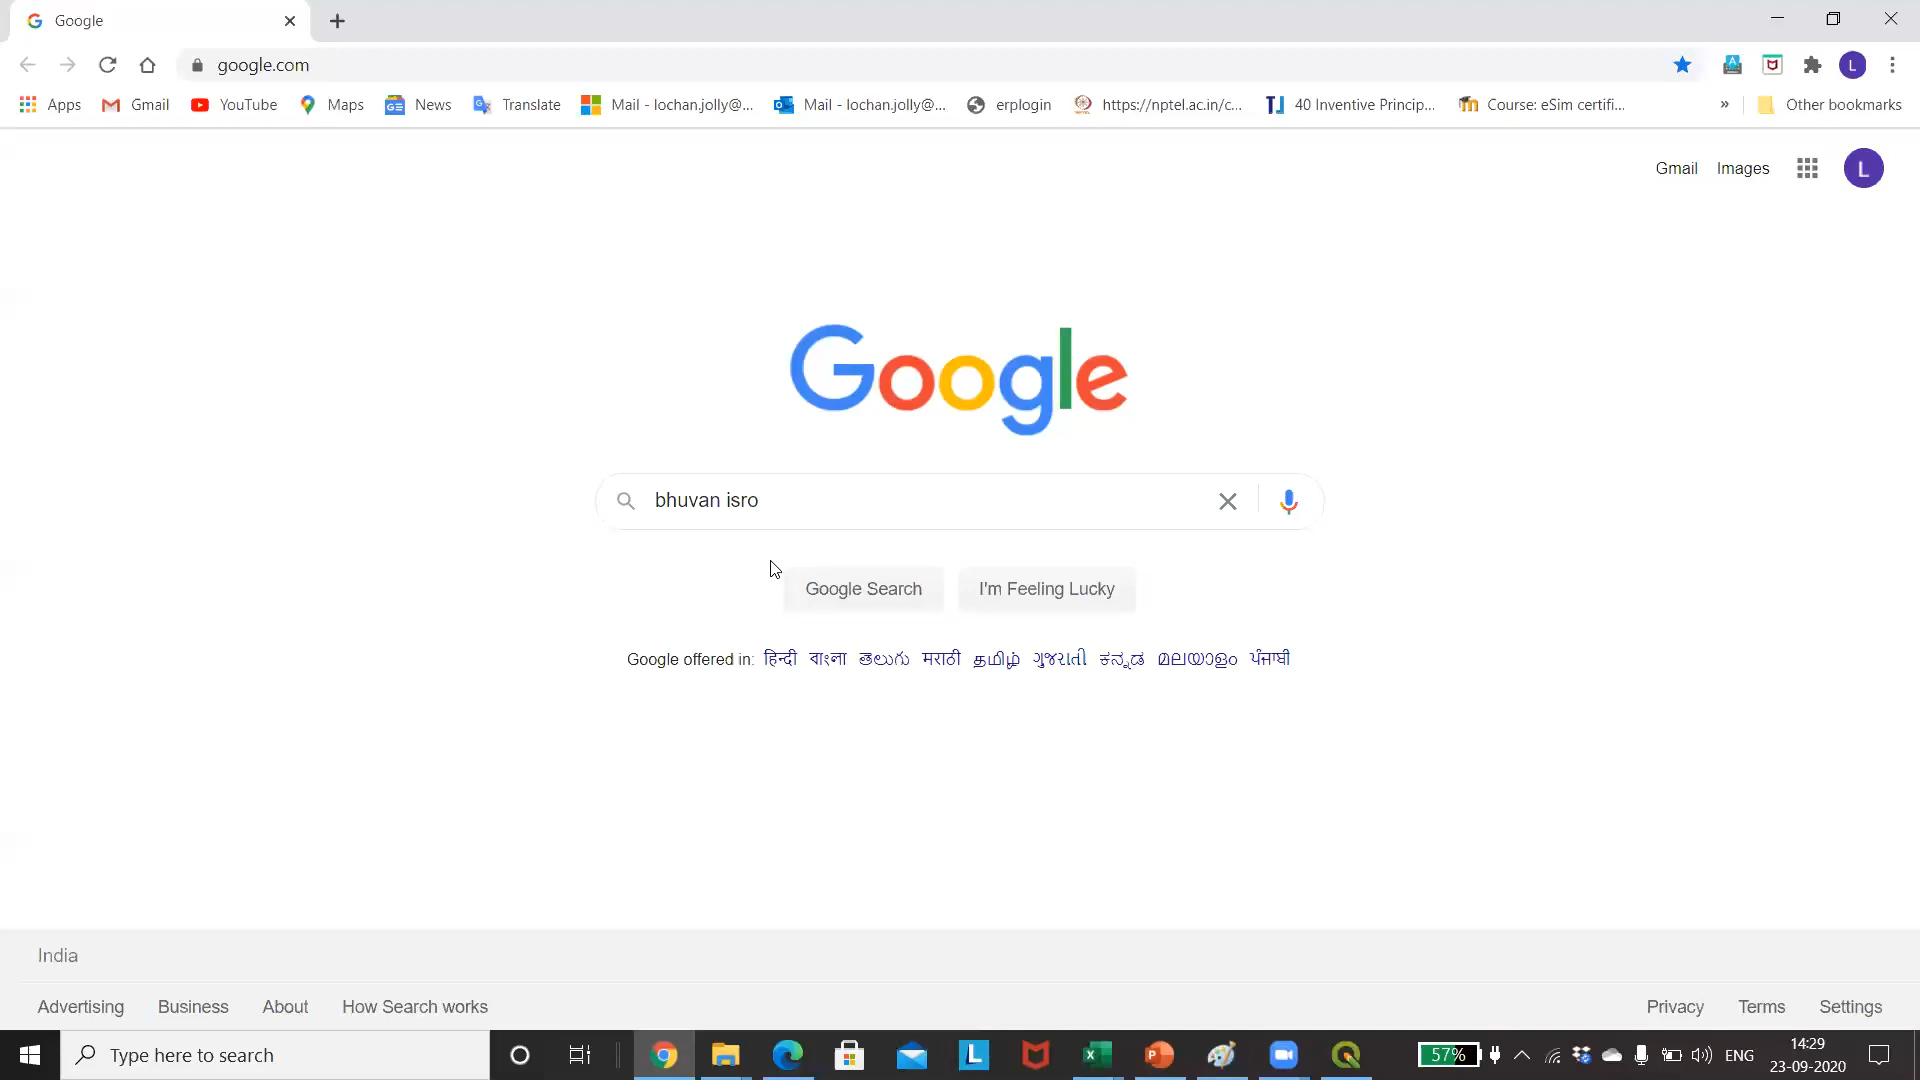 Google
google.com
Apps Gmail YouTube Maps News Translate Mail - lochan.jolly@... Mail - lochan.jolly@... erplogin https://nptel.ac.in/c... 40 Inventive Princip... Course: eSim certifi... » Other bookmarks
Gmail Images L
Google
bhuvan isro
Google Search I'm Feeling Lucky
Google offered in: हिन्दी বাংলা తెలుగు मराठी தமிழ் ગુજરાતી ಕನ್ನಡ മലയാളം ਪੰਜਾਬੀ
India
Advertising Business About How Search works Privacy Terms Settings
Type here to search 57% ENG 14:29
23-09-2020